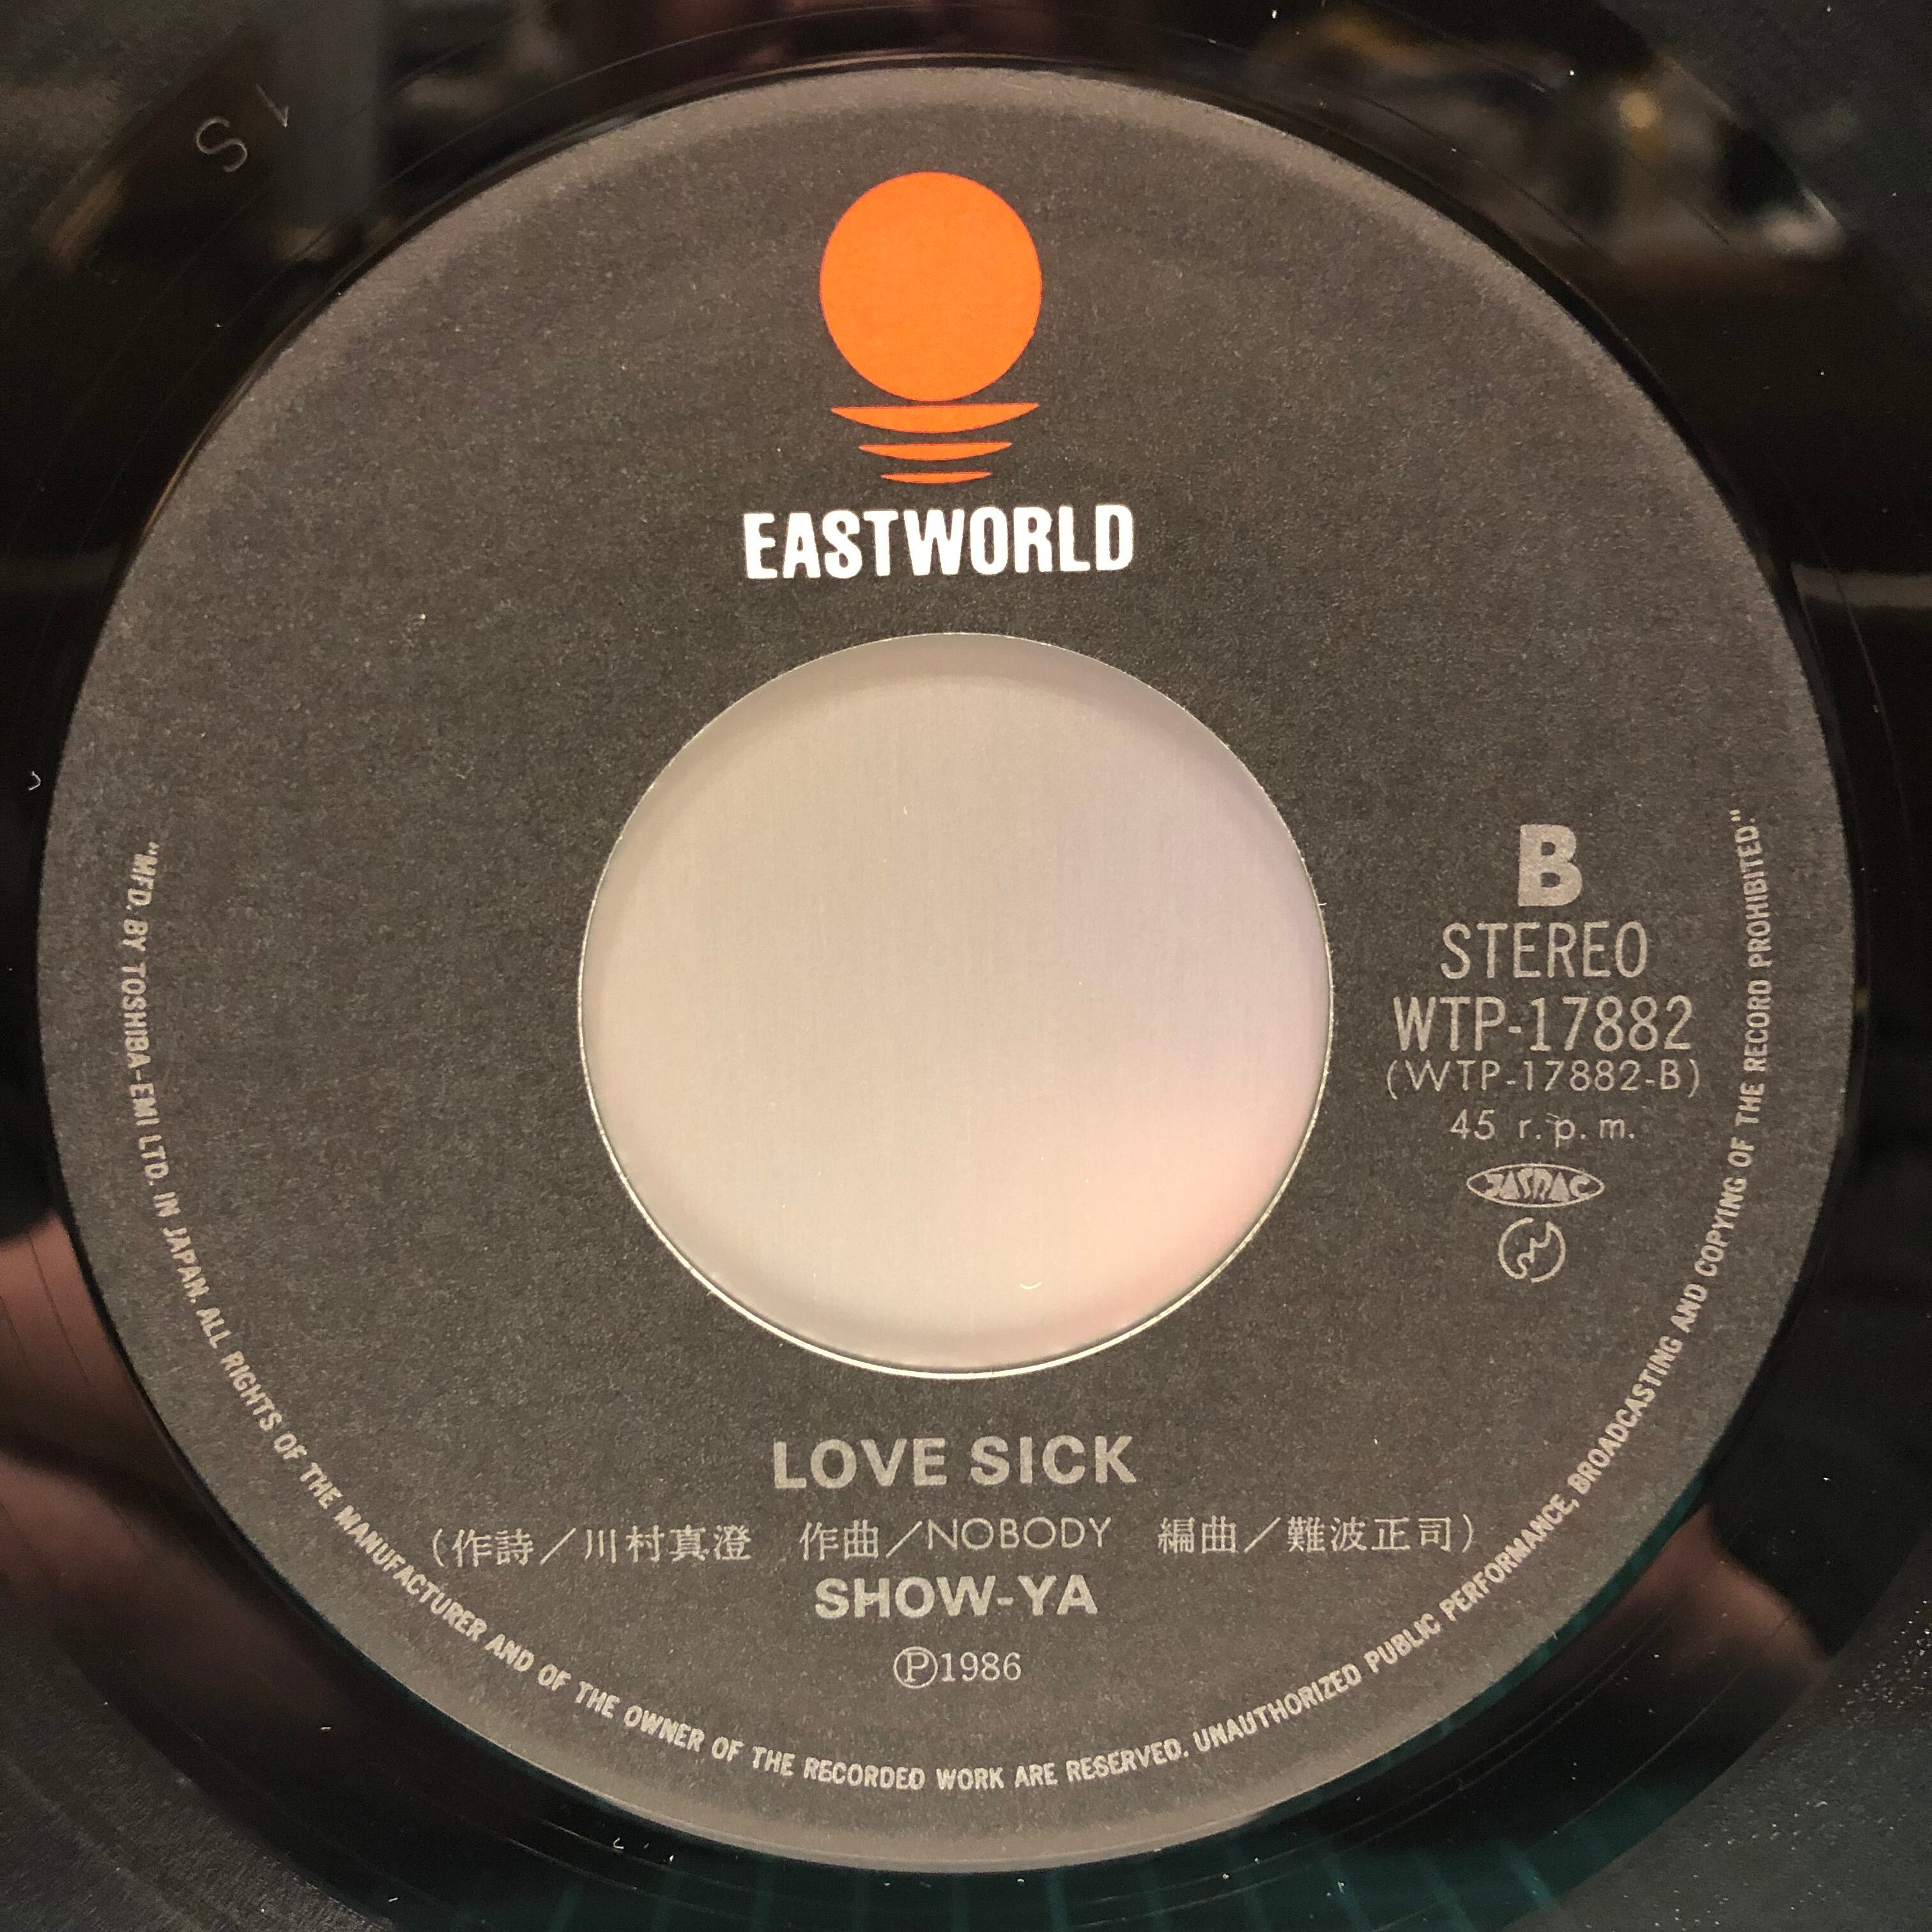 1S
EASTWORLD
B
STEREO
WTP-17882
(WTP-17882-B)
45 r.p.m.
JASRAC
LOVE SICK
(作詩/川村真澄 作曲/NOBODY 編曲/難波正司)
SHOW-YA
Ⓟ1986
"MFD. BY TOSHIBA-EMI LTD. IN JAPAN. ALL RIGHTS OF THE MANUFACTURER AND OF THE OWNER OF THE RECORDED WORK ARE RESERVED. UNAUTHORIZED PUBLIC PERFORMANCE, BROADCASTING AND COPYING OF THE RECORD PROHIBITED."